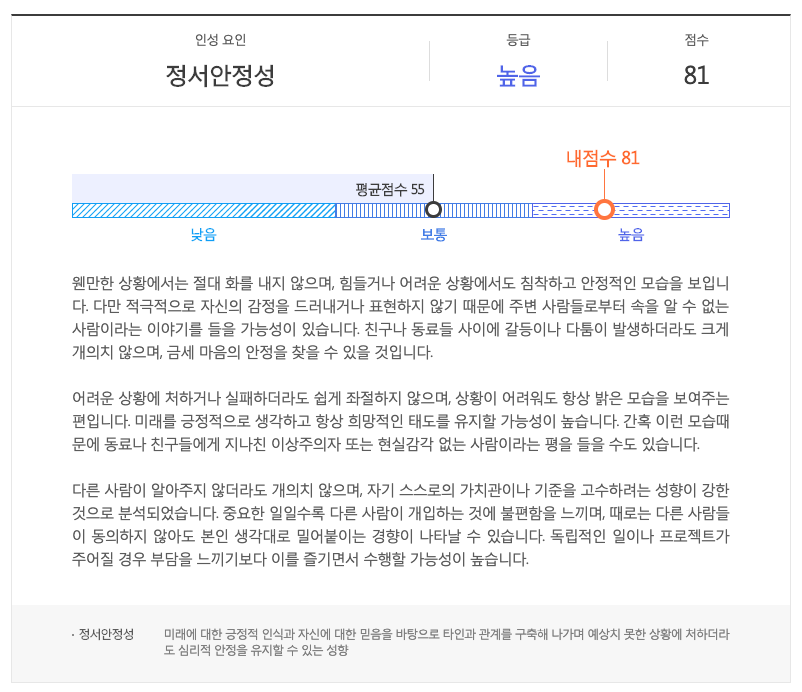 인성 요인
정서안정성
등급
높음
점수
81
내점수 81
평균점수 55
낮음
보통
높음
웬만한 상황에서는 절대 화를 내지 않으며, 힘들거나 어려운 상황에서도 침착하고 안정적인 모습을 보입니
다. 다만 적극적으로 자신의 감정을 드러내거나 표현하지 않기 때문에 주변 사람들로부터 속을 알 수 없는
사람이라는 이야기를 들을 가능성이 있습니다. 친구나 동료들 사이에 갈등이나 다툼이 발생하더라도 크게
개의치 않으며, 금세 마음의 안정을 찾을 수 있을 것입니다.
어려운 상황에 처하거나 실패하더라도 쉽게 좌절하지 않으며, 상황이 어려워도 항상 밝은 모습을 보여주는
편입니다. 미래를 긍정적으로 생각하고 항상 희망적인 태도를 유지할 가능성이 높습니다. 간혹 이런 모습때
문에 동료나 친구들에게 지나친 이상주의자 또는 현실감각 없는 사람이라는 평을 들을 수도 있습니다.
다른 사람이 알아주지 않더라도 개의치 않으며, 자기 스스로의 가치관이나 기준을 고수하려는 성향이 강한
것으로 분석되었습니다. 중요한 일일수록 다른 사람이 개입하는 것에 불편함을 느끼며, 때로는 다른 사람들
이 동의하지 않아도 본인 생각대로 밀어붙이는 경향이 나타날 수 있습니다. 독립적인 일이나 프로젝트가
주어질 경우 부담을 느끼기보다 이를 즐기면서 수행할 가능성이 높습니다.
· 정서안정성
미래에 대한 긍정적 인식과 자신에 대한 믿음을 바탕으로 타인과 관계를 구축해 나가며 예상치 못한 상황에 처하더라
도 심리적 안정을 유지할 수 있는 성향